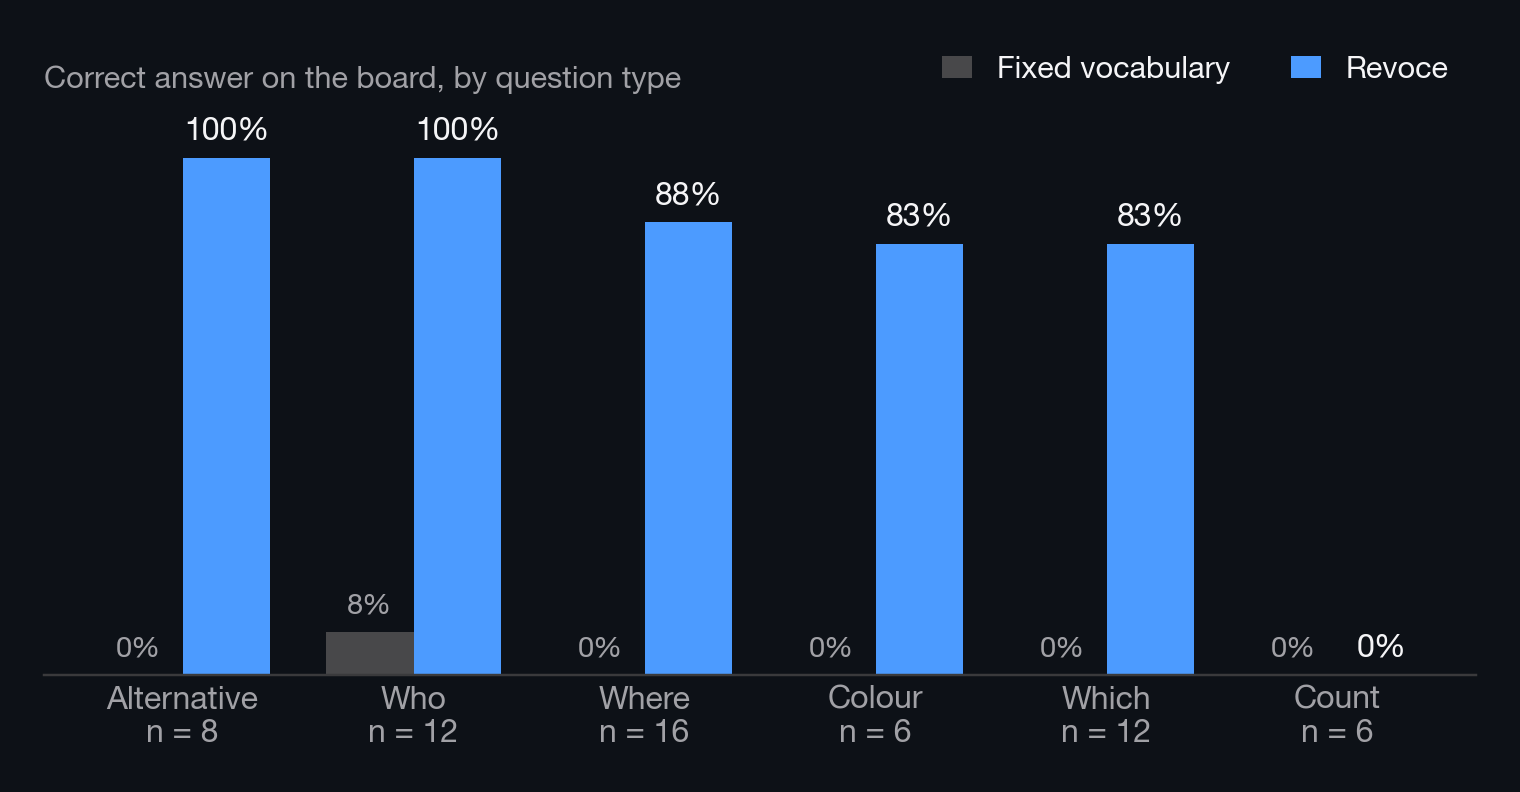 Correct answer on the board, by question type
Fixed vocabulary
Revoce
100%
100%
88%
83%
83%
8%
0%
0%
0%
0%
0%
0%
Alternative
Who
Where
Colour
Which
Count
n = 8
n = 12
n = 16
n = 6
n = 12
n = 6